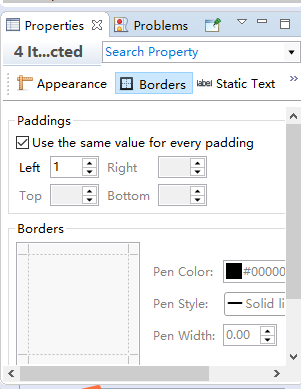 Properties Problems
4 It...cted Search Property
Appearance Borders label Static Text »
Paddings
Use the same value for every padding
Left 1 Right
Top Bottom
Borders
Pen Color: #00000
Pen Style: Solid li
Pen Width: 0.00